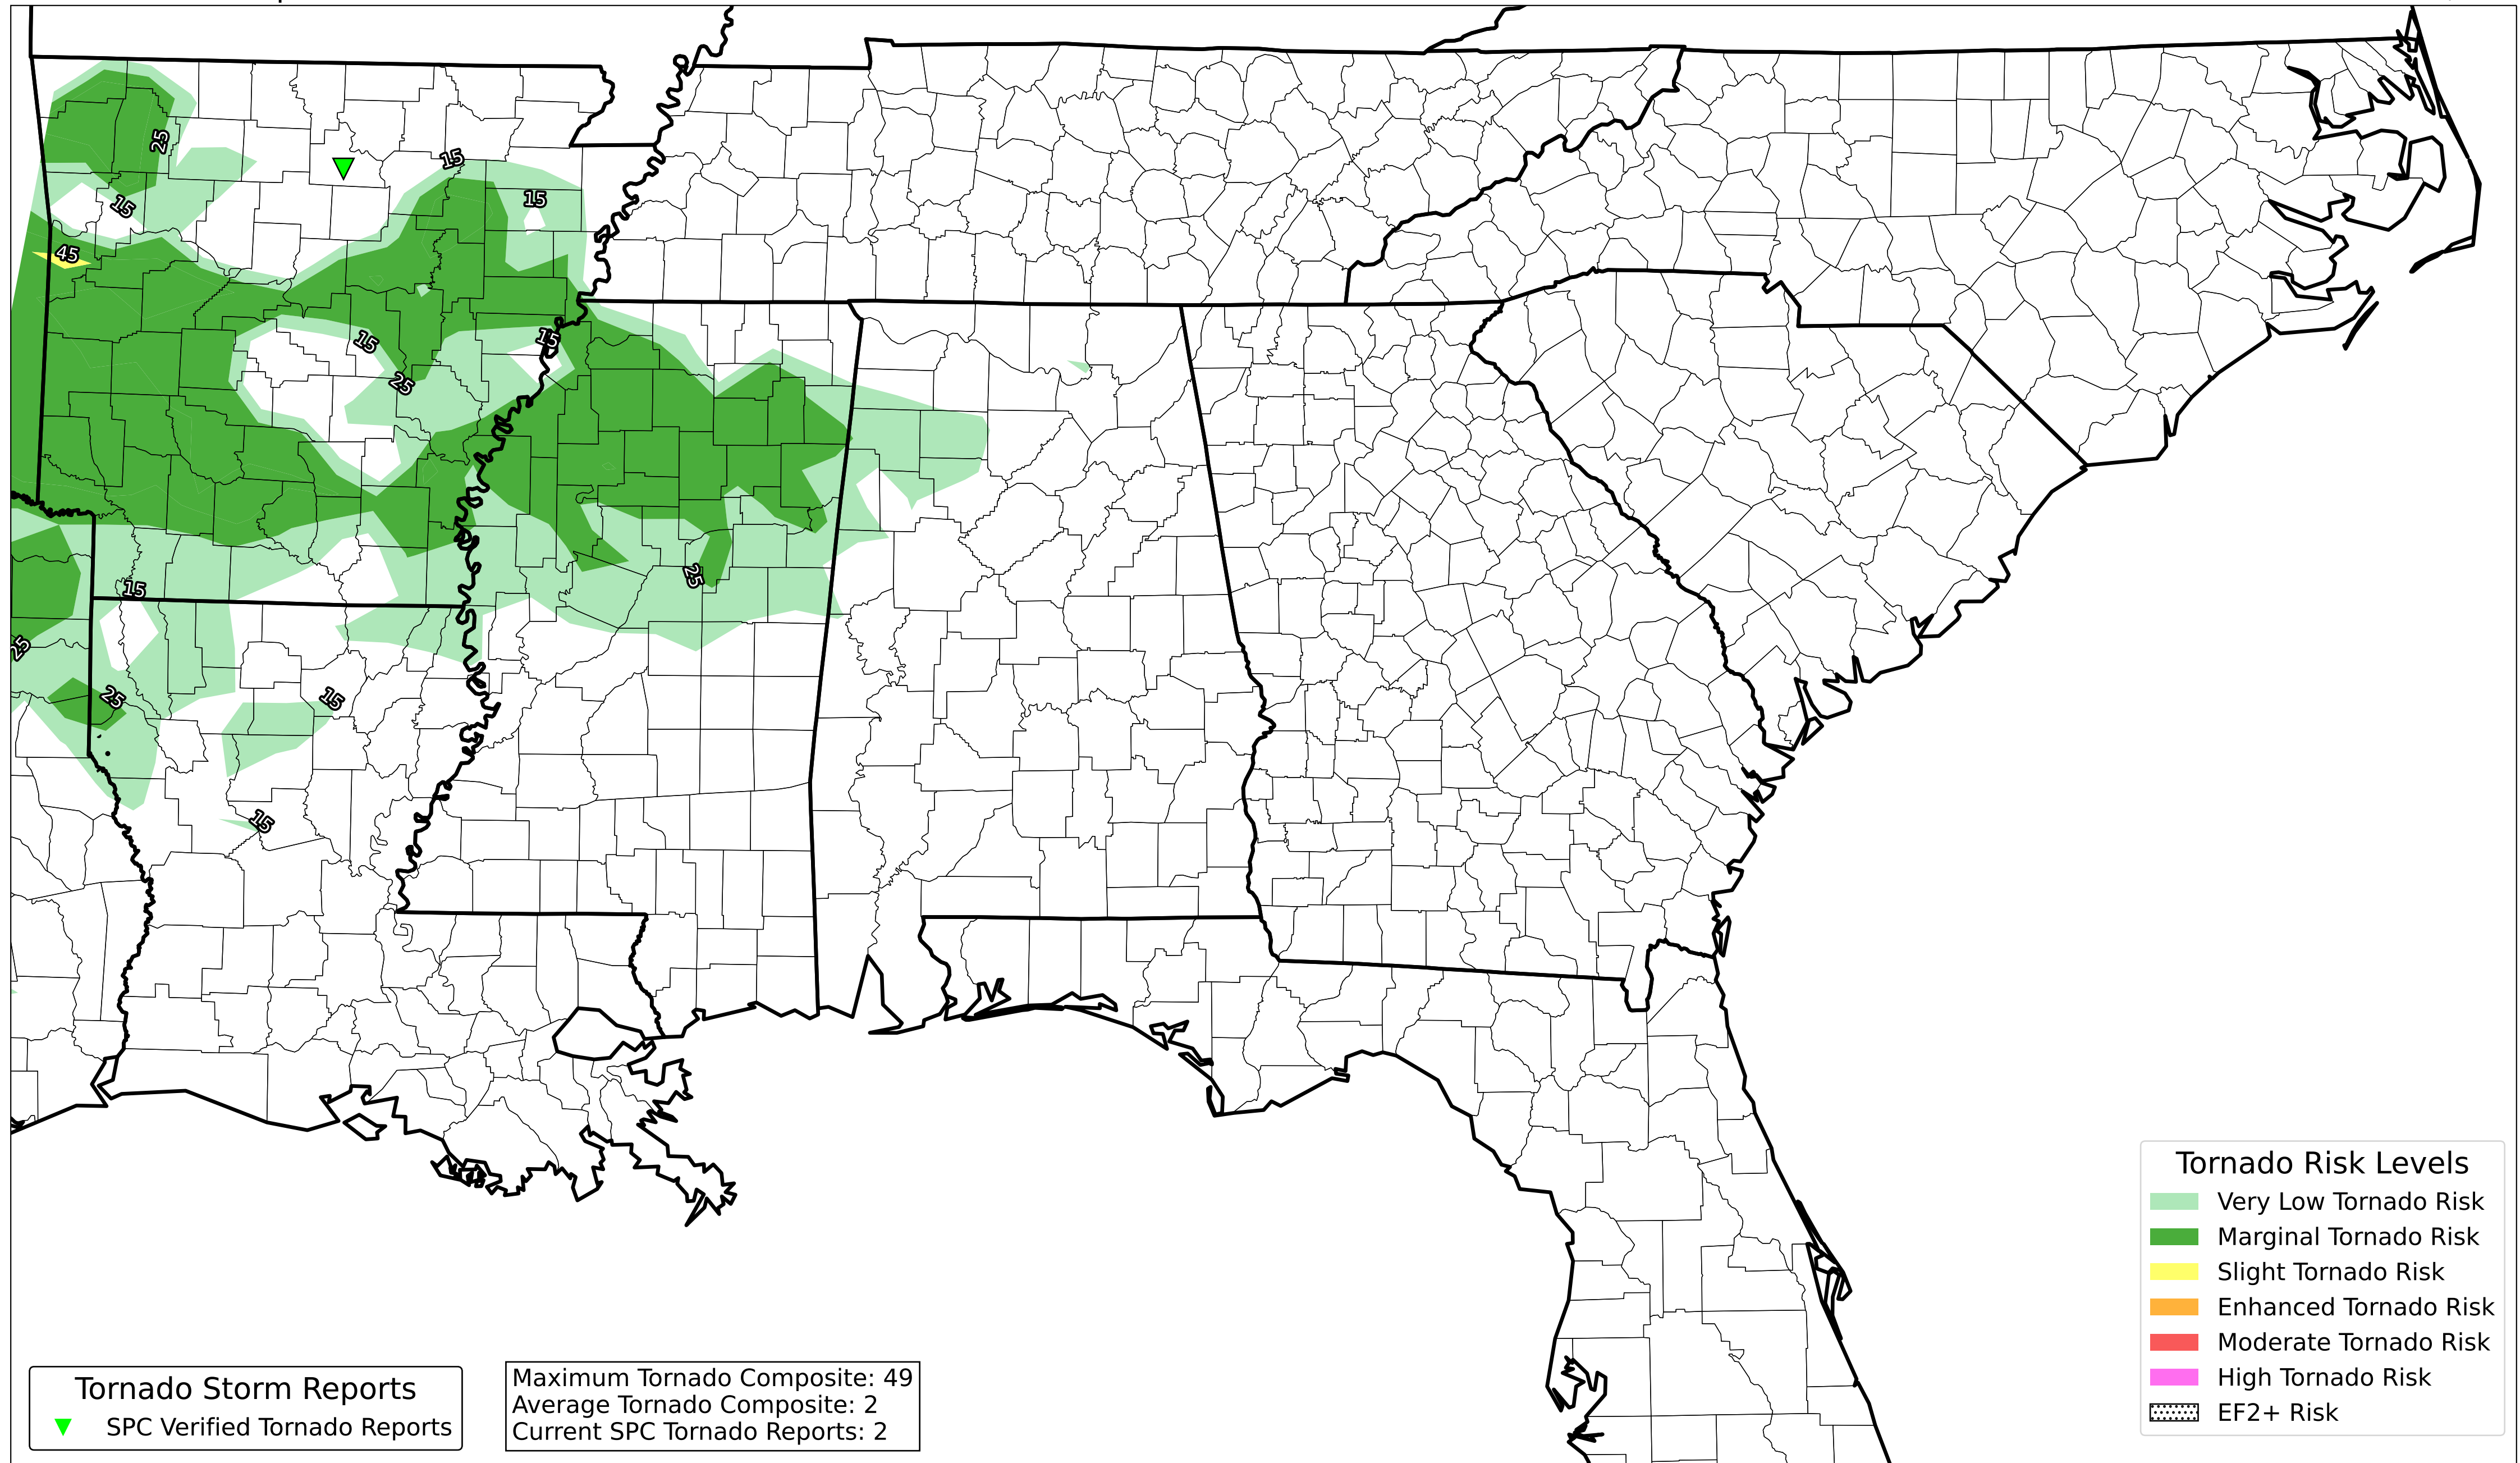 25
15
15
15
45
15
15
25
15
25
25
25
15
15
Tornado Risk Levels
Very Low Tornado Risk
Marginal Tornado Risk
Slight Tornado Risk
Enhanced Tornado Risk
Moderate Tornado Risk
High Tornado Risk
EF2+ Risk
Tornado Storm Reports
SPC Verified Tornado Reports
Maximum Tornado Composite: 49
Average Tornado Composite: 2
Current SPC Tornado Reports: 2